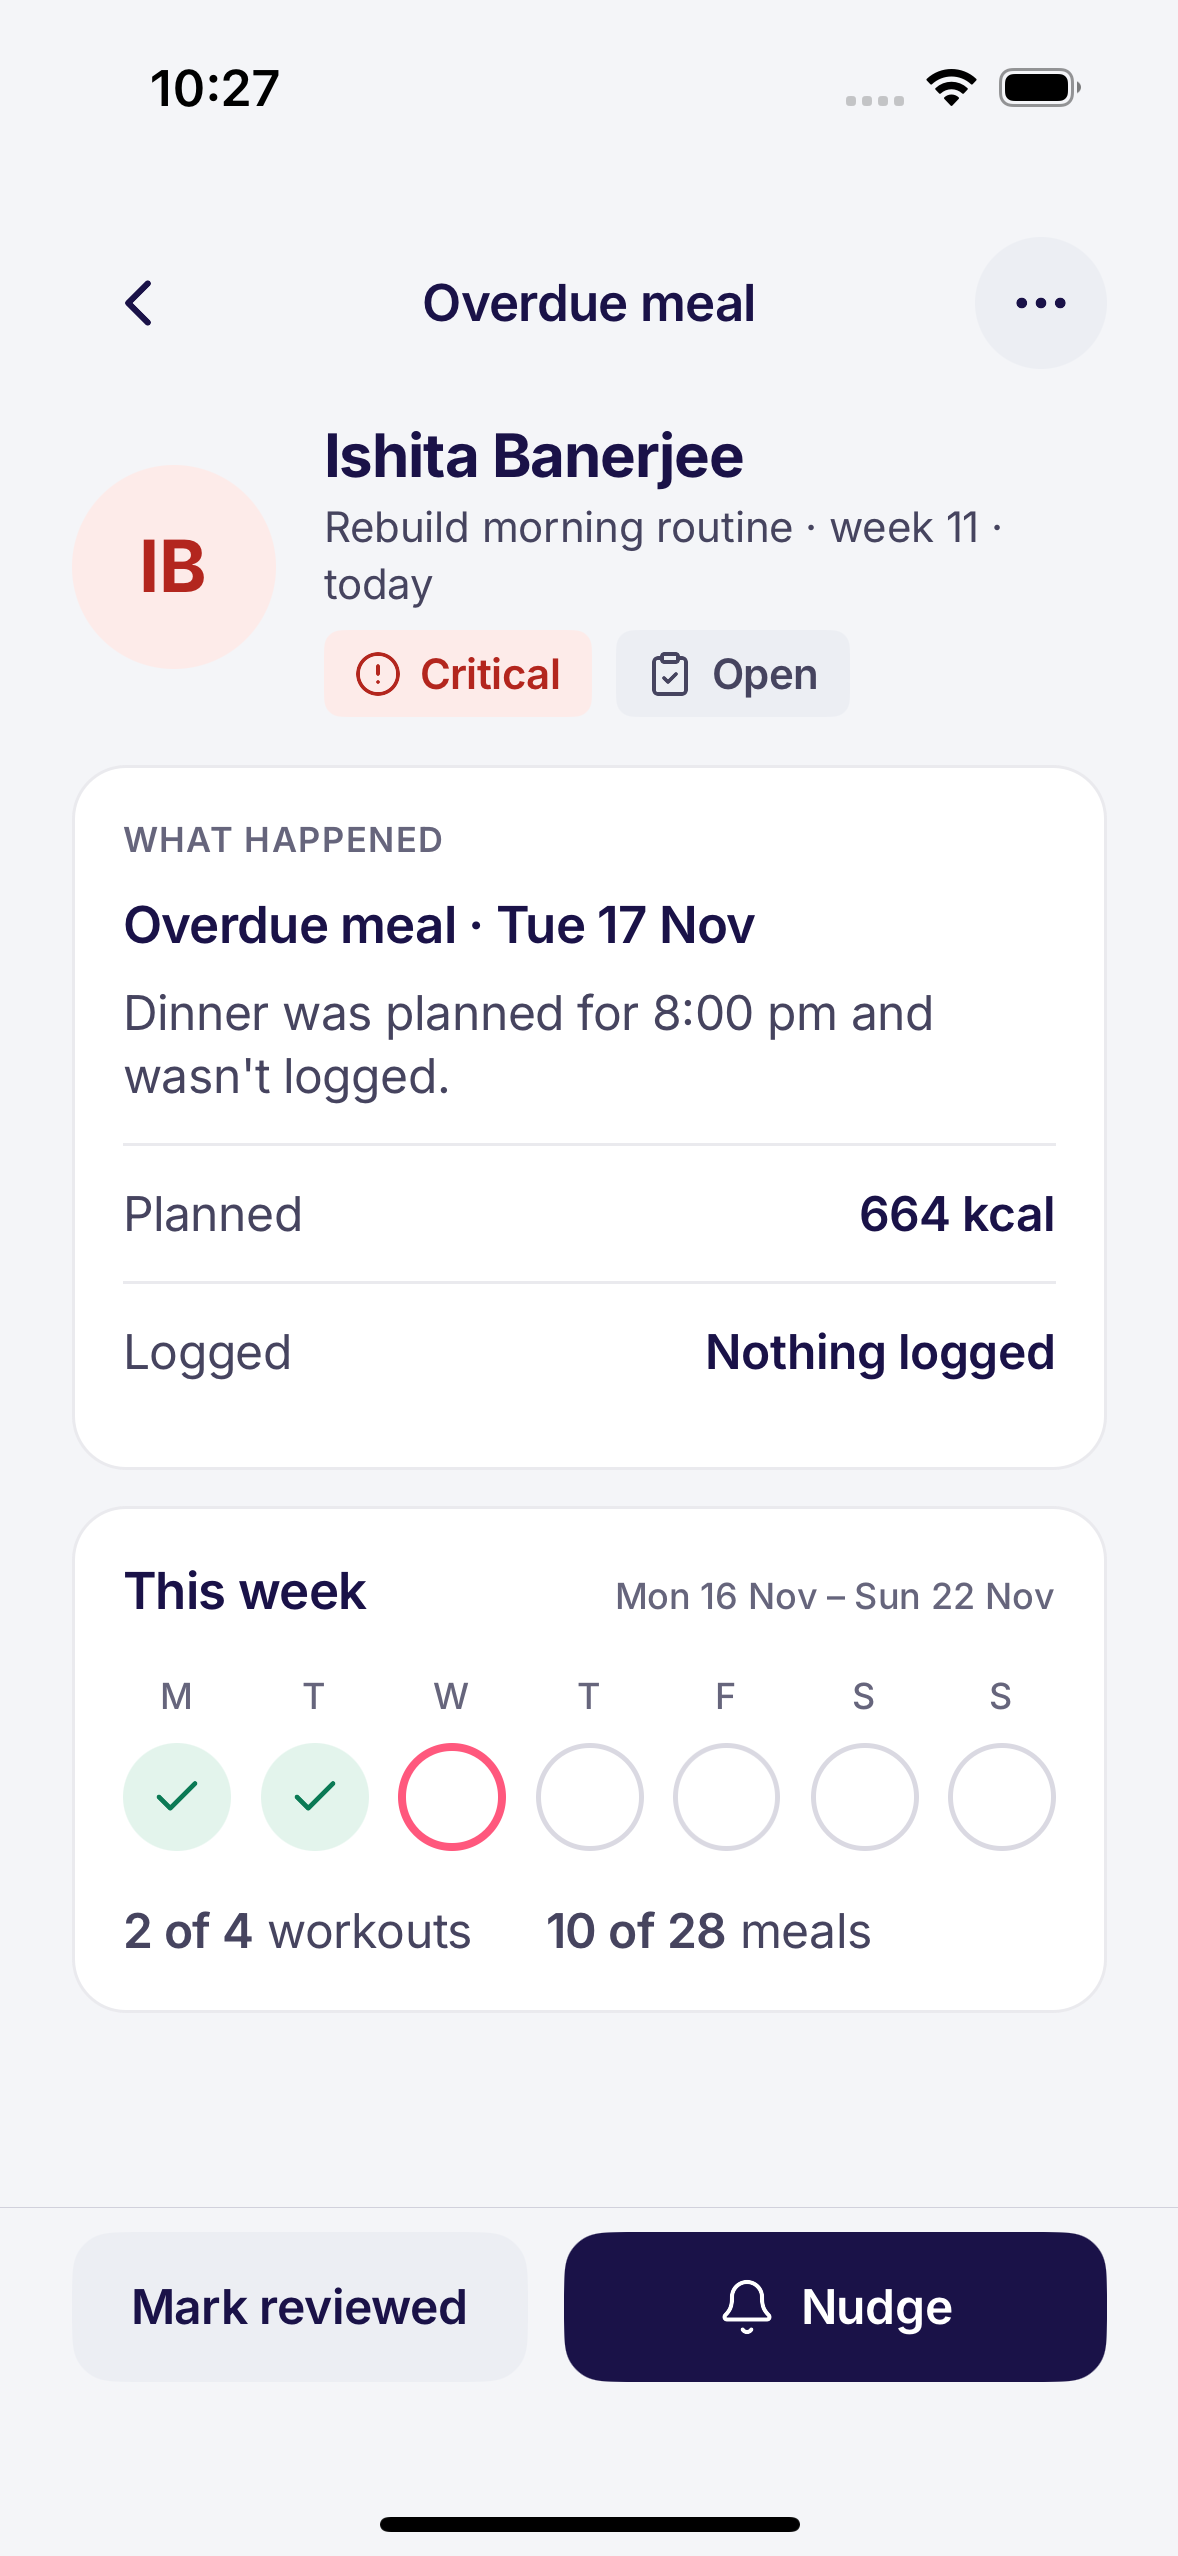 10:27
Overdue meal
IB
Ishita Banerjee
Rebuild morning routine · week 11 ·
today
Critical
Open
WHAT HAPPENED
Overdue meal · Tue 17 Nov
Dinner was planned for 8:00 pm and
wasn't logged.
Planned 664 kcal
Logged Nothing logged
This week Mon 16 Nov – Sun 22 Nov
M T W T F S S
2 of 4 workouts 10 of 28 meals
Mark reviewed Nudge